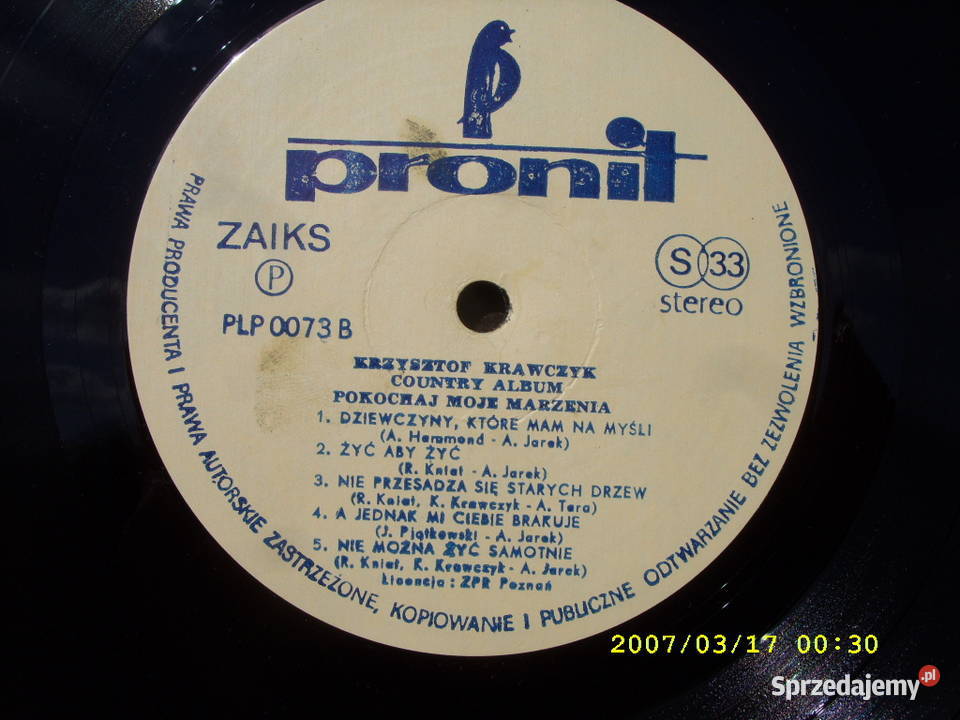 pronit
ZAIKS
P
PLP 0073 B
S 33
stereo
KRZYSZTOF KRAWCZYK
COUNTRY ALBUM
POKOCHAJ MOJE MARZENIA
1. DZIEWCZYNY, KTÓRE MAM NA MYŚLI
(A. Hammond - A. Jarek)
2. ŻYĆ ABY ŻYĆ
(R. Kniat - A. Jarek)
3. NIE PRZESADZA SIĘ STARYCH DRZEW
(R. Kniat, K. Krawczyk - A. Tara)
4. A JEDNAK MI CIEBIE BRAKUJE
(J. Piątkowski - A. Jarek)
5. NIE MOŻNA ŻYĆ SAMOTNIE
(R. Kniat, K. Krawczyk - A. Jarek)
licencja : ZPR Poznań
PRAWA PRODUCENTA I PRAWA AUTORSKIE ZASTRZEŻONE, KOPIOWANIE I PUBLICZNE ODTWARZANIE BEZ ZEZWOLENIA WZBRONIONE
2007/03/17 00:30
Sprzedajemy.pl